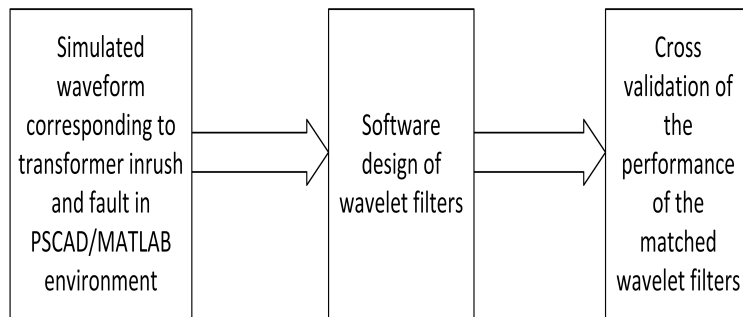 Simulated
waveform
corresponding to
transformer inrush
and fault in
PSCAD/MATLAB
environment
Software
design of
wavelet filters
Cross
validation of
the
performance
of the
matched
wavelet filters